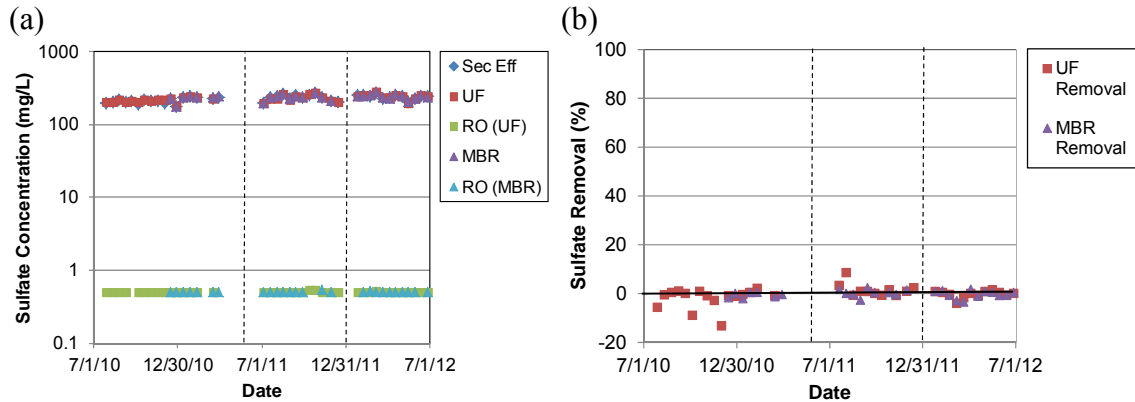 (a)
Sulfate Concentration (mg/L)
1000
100
10
1
0.1
7/1/10
12/30/10
7/1/11
12/31/11
7/1/12
Date
Sec Eff
UF
RO (UF)
MBR
RO (MBR)
(b)
Sulfate Removal (%)
100
80
60
40
20
0
-20
7/1/10
12/30/10
7/1/11
12/31/11
7/1/12
Date
UF
Removal
MBR
Removal